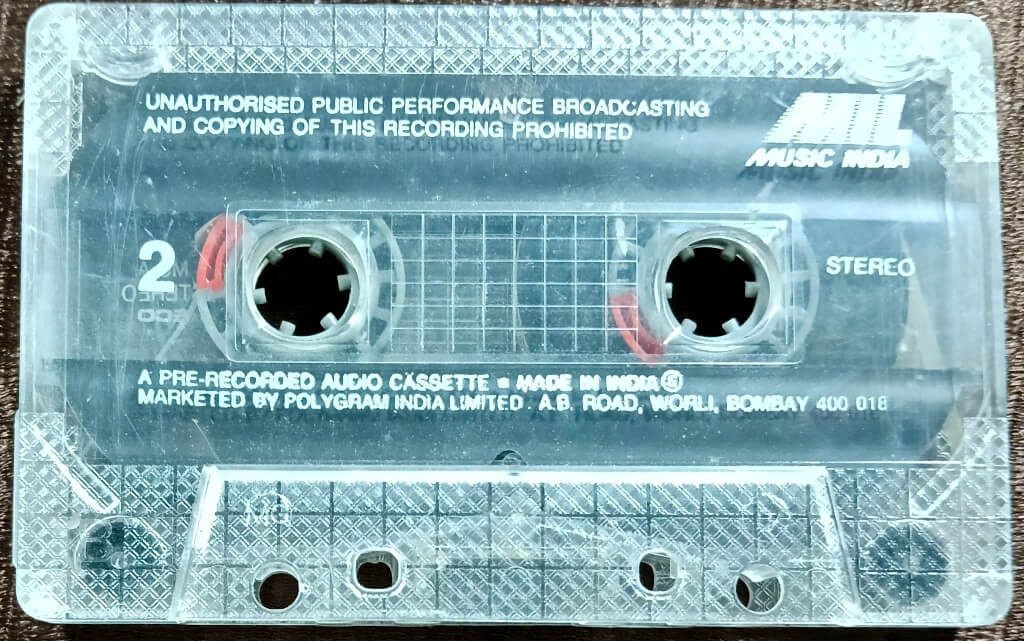 UNAUTHORISED PUBLIC PERFORMANCE BROADCASTING
AND COPYING OF THIS RECORDING PROHIBITED
MIL
MUSIC INDIA
2
STEREO
A PRE-RECORDED AUDIO CASSETTE ■ MADE IN INDIA Ⓢ
MARKETED BY POLYGRAM INDIA LIMITED. A.B. ROAD, WORLI, BOMBAY 400 018
MG